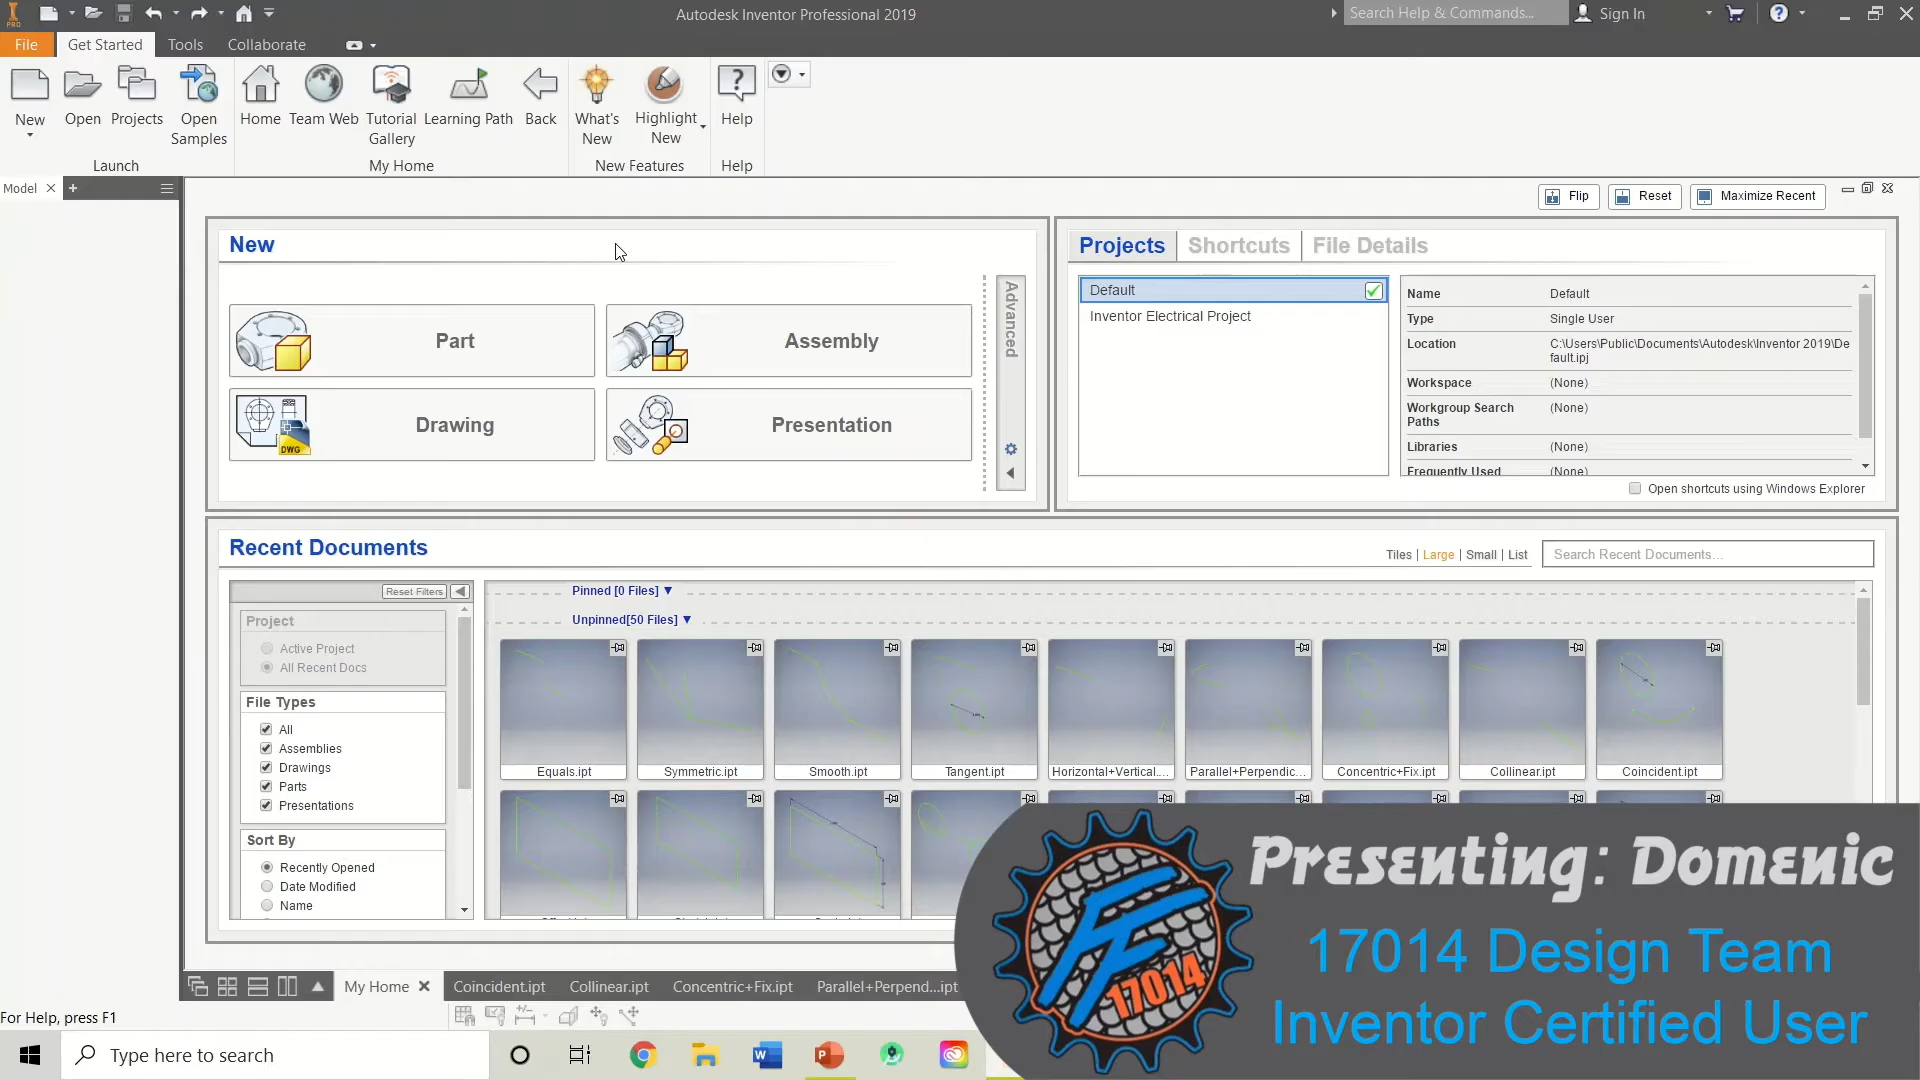 PRO
Autodesk Inventor Professional 2019
Search Help & Commands...
Sign In
File
Get Started
Tools
Collaborate
New
Open
Projects
Open Samples
Launch
Home
Team Web
Tutorial Gallery
Learning Path
Back
My Home
What's New
Highlight New
New Features
Help
Help
Model
Flip
Reset
Maximize Recent
New
Part
Assembly
Drawing
DWG
Presentation
Advanced
Projects
Shortcuts
File Details
Default
Inventor Electrical Project
Name Default
Type Single User
Location C:\Users\Public\Documents\Autodesk\Inventor 2019\De
fault.ipj
Workspace (None)
Workgroup Search Paths (None)
Libraries (None)
Frequently Used (None)
Open shortcuts using Windows Explorer
Recent Documents
Tiles | Large | Small | List
Search Recent Documents...
Reset Filters
Project
Active Project
All Recent Docs
File Types
All
Assemblies
Drawings
Parts
Presentations
Sort By
Recently Opened
Date Modified
Name
Pinned [0 Files]
Unpinned[50 Files]
Equals.ipt
Symmetric.ipt
Smooth.ipt
Tangent.ipt
Horizontal+Vertical....
Parallel+Perpendic...
Concentric+Fix.ipt
Collinear.ipt
Coincident.ipt
My Home
Coincident.ipt
Collinear.ipt
Concentric+Fix.ipt
Parallel+Perpend...ipt
For Help, press F1
Type here to search
FF
17014
Presenting: Domenic
17014 Design Team
Inventor Certified User